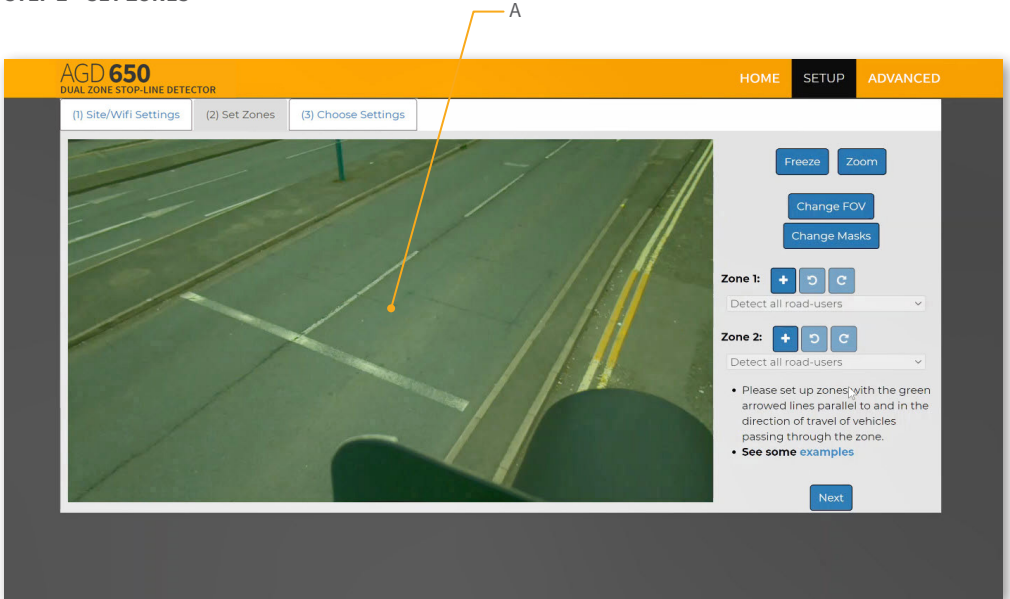 A
AGD 650
DUAL ZONE STOP-LINE DETECTOR
HOME SETUP ADVANCED
(1) Site/Wifi Settings (2) Set Zones (3) Choose Settings
Freeze Zoom
Change FOV
Change Masks
Zone 1:
Detect all road-users
Zone 2:
Detect all road-users
• Please set up zones with the green
arrowed lines parallel to and in the
direction of travel of vehicles
passing through the zone.
• See some examples
Next